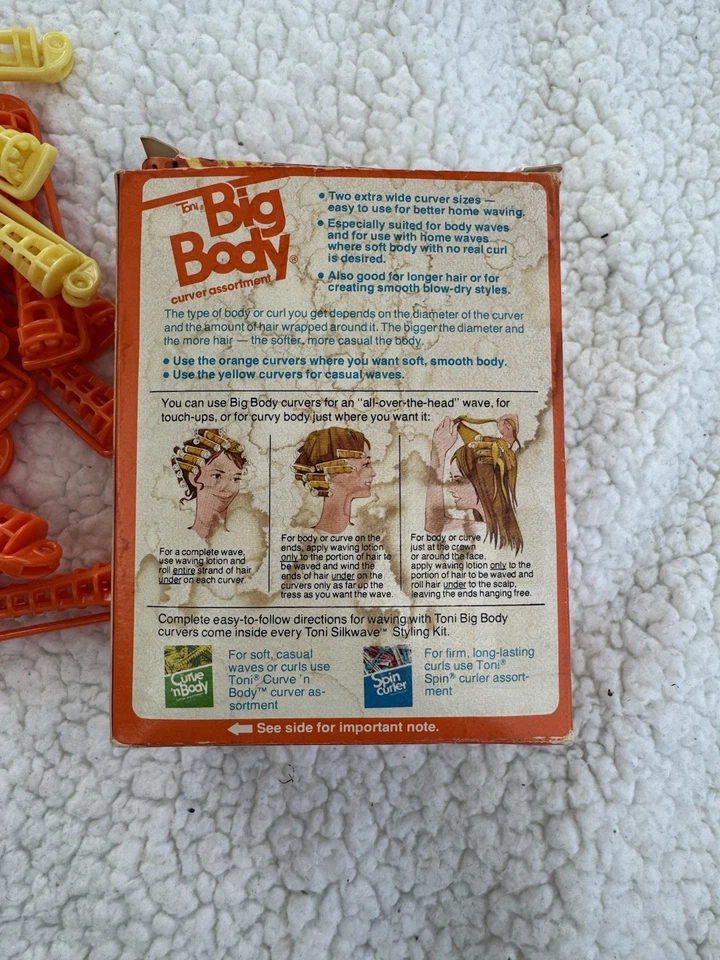 Toni® Big
Body®
curver assortment
• Two extra wide curver sizes —
easy to use for better home waving.
• Especially suited for body waves
and for use with home waves
where soft body with no real curl
is desired.
• Also good for longer hair or for
creating smooth blow-dry styles.
The type of body or curl you get depends on the diameter of the curver
and the amount of hair wrapped around it. The bigger the diameter and
the more hair — the softer, more casual the body.
• Use the orange curvers where you want soft, smooth body.
• Use the yellow curvers for casual waves.
You can use Big Body curvers for an "all-over-the-head" wave, for
touch-ups, or for curvy body just where you want it:
For a complete wave,
use waving lotion and
roll entire strand of hair
under on each curver.
For body or curve on the
ends, apply waving lotion
only to the portion of hair to
be waved and wind the
ends of hair under on the
curvers only as far up the
tress as you want the wave.
For body or curve
just at the crown
or around the face,
apply waving lotion only to the
portion of hair to be waved and
roll hair under to the scalp,
leaving the ends hanging free.
Complete easy-to-follow directions for waving with Toni Big Body
curvers come inside every Toni Silkwave™ Styling Kit.
Curve
'n Body
For soft, casual
waves or curls use
Toni® Curve 'n
Body™ curver as-
sortment
Spin
curler
For firm, long-lasting
curls use Toni®
Spin® curler assort-
ment
See side for important note.